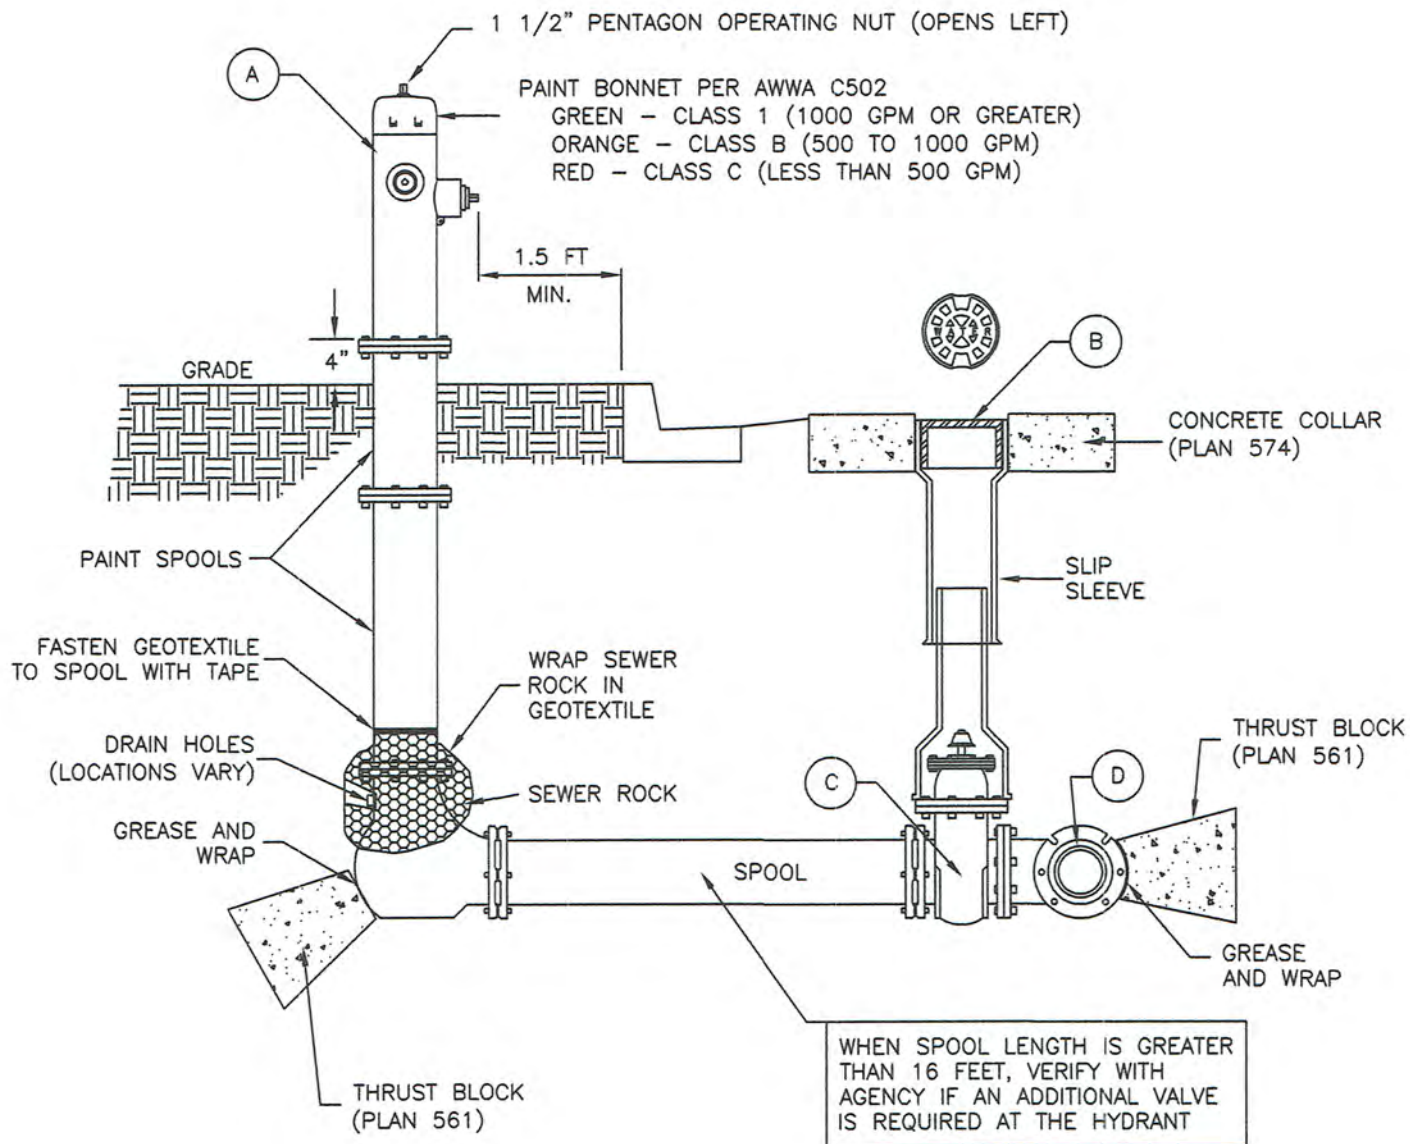 1 1/2" PENTAGON OPERATING NUT (OPENS LEFT)
A
PAINT BONNET PER AWWA C502
GREEN – CLASS 1 (1000 GPM OR GREATER)
ORANGE – CLASS B (500 TO 1000 GPM)
RED – CLASS C (LESS THAN 500 GPM)
1.5 FT
MIN.
4"
GRADE
WATER
B
CONCRETE COLLAR
(PLAN 574)
PAINT SPOOLS
SLIP
SLEEVE
FASTEN GEOTEXTILE
TO SPOOL WITH TAPE
WRAP SEWER
ROCK IN
GEOTEXTILE
THRUST BLOCK
(PLAN 561)
DRAIN HOLES
(LOCATIONS VARY)
SEWER ROCK
C
D
GREASE AND
WRAP
SPOOL
GREASE
AND WRAP
THRUST BLOCK
(PLAN 561)
WHEN SPOOL LENGTH IS GREATER
THAN 16 FEET, VERIFY WITH
AGENCY IF AN ADDITIONAL VALVE
IS REQUIRED AT THE HYDRANT